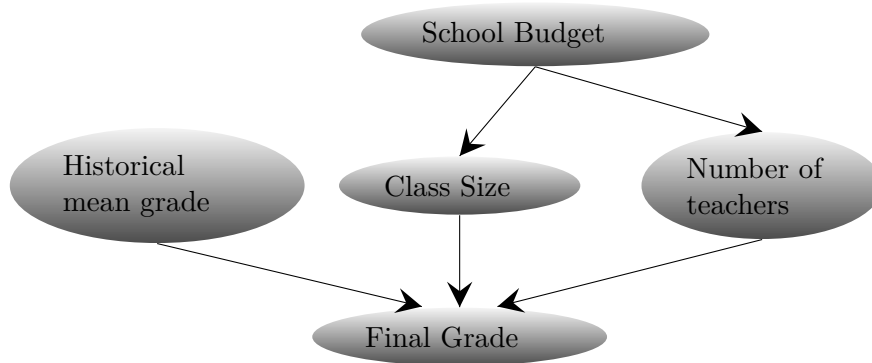 School Budget
Historical
mean grade
Class Size
Number of
teachers
Final Grade